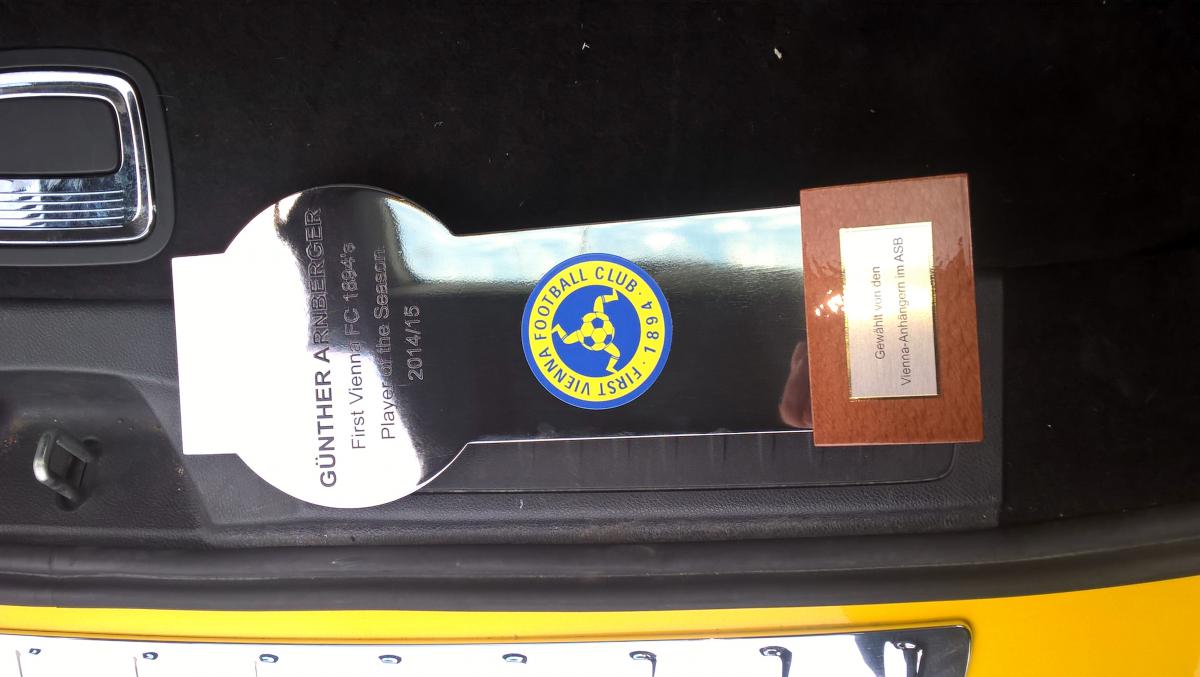 GÜNTHER ARNBERGER
First Vienna FC 1894's
Player of the Season
2014/15
FIRST VIENNA FOOTBALL CLUB · 1894 ·
Gewählt von den
Vienna-Anhängern im ASB